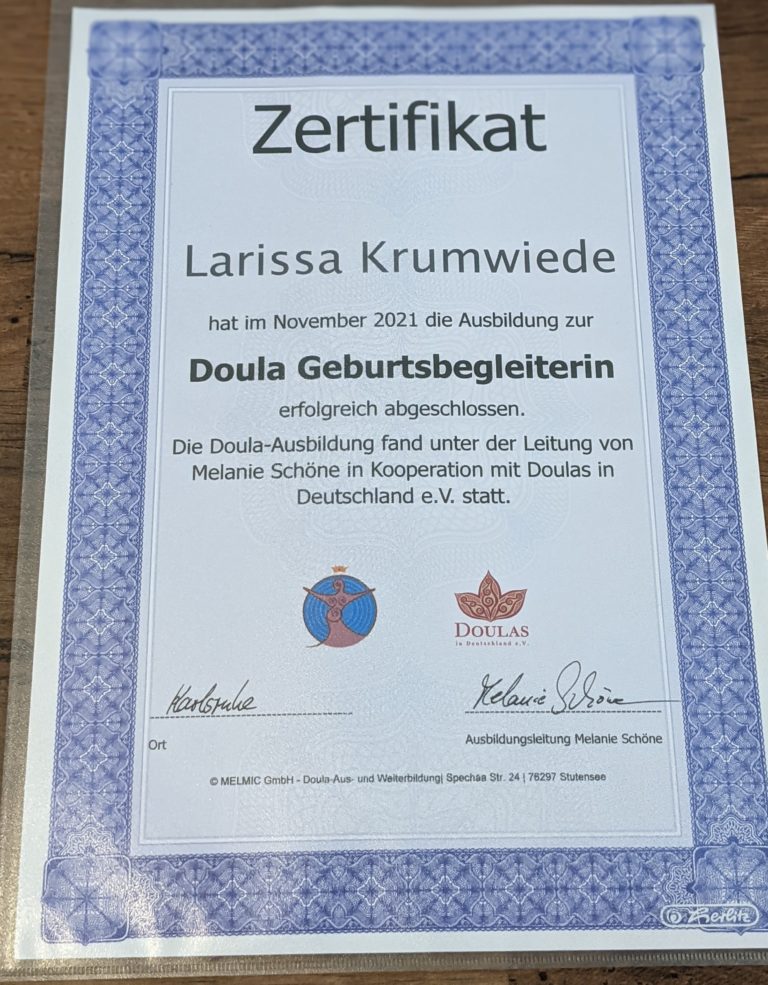 Zertifikat
Larissa Krumwiede
hat im November 2021 die Ausbildung zur
Doula Geburtsbegleiterin
erfolgreich abgeschlossen.
Die Doula-Ausbildung fand unter der Leitung von
Melanie Schöne in Kooperation mit Doulas in
Deutschland e.V. statt.
DOULAS
in Deutschland e.V.
Karlsruhe
Melanie Schöne
Ort
Ausbildungsleitung Melanie Schöne
© MELMIC GmbH - Doula-Aus- und Weiterbildung| Spechaa Str. 24 | 76297 Stutensee
Herlitz